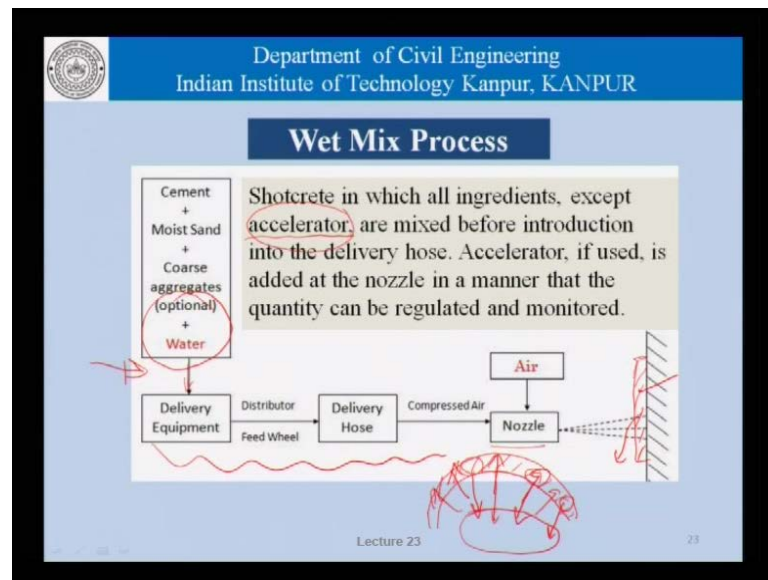 Department of Civil Engineering
Indian Institute of Technology Kanpur, KANPUR
Wet Mix Process
Cement
+
Moist Sand
+
Coarse
aggregates
(optional)
+
Water
Shotcrete in which all ingredients, except
accelerator, are mixed before introduction
into the delivery hose. Accelerator, if used, is
added at the nozzle in a manner that the
quantity can be regulated and monitored.
Air
Delivery
Equipment
Distributor
Feed Wheel
Delivery
Hose
Compressed Air
Nozzle
Lecture 23
23